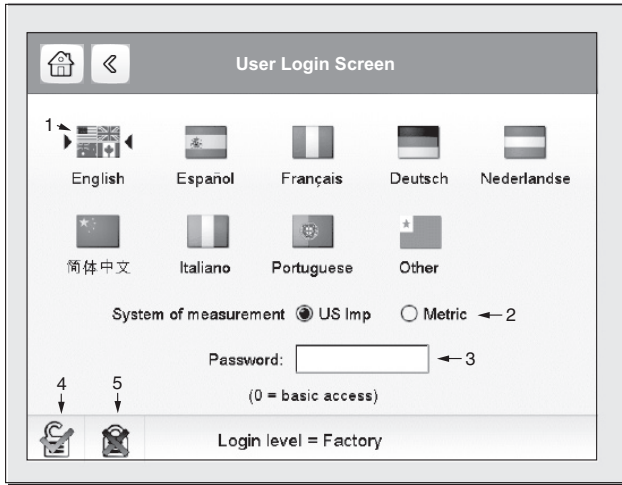 User Login Screen
1
English Español Français Deutsch Nederlandse
简体中文 Italiano Portuguese Other
System of measurement US Imp Metric 2
Password: 3
(0 = basic access)
4 5
Login level = Factory